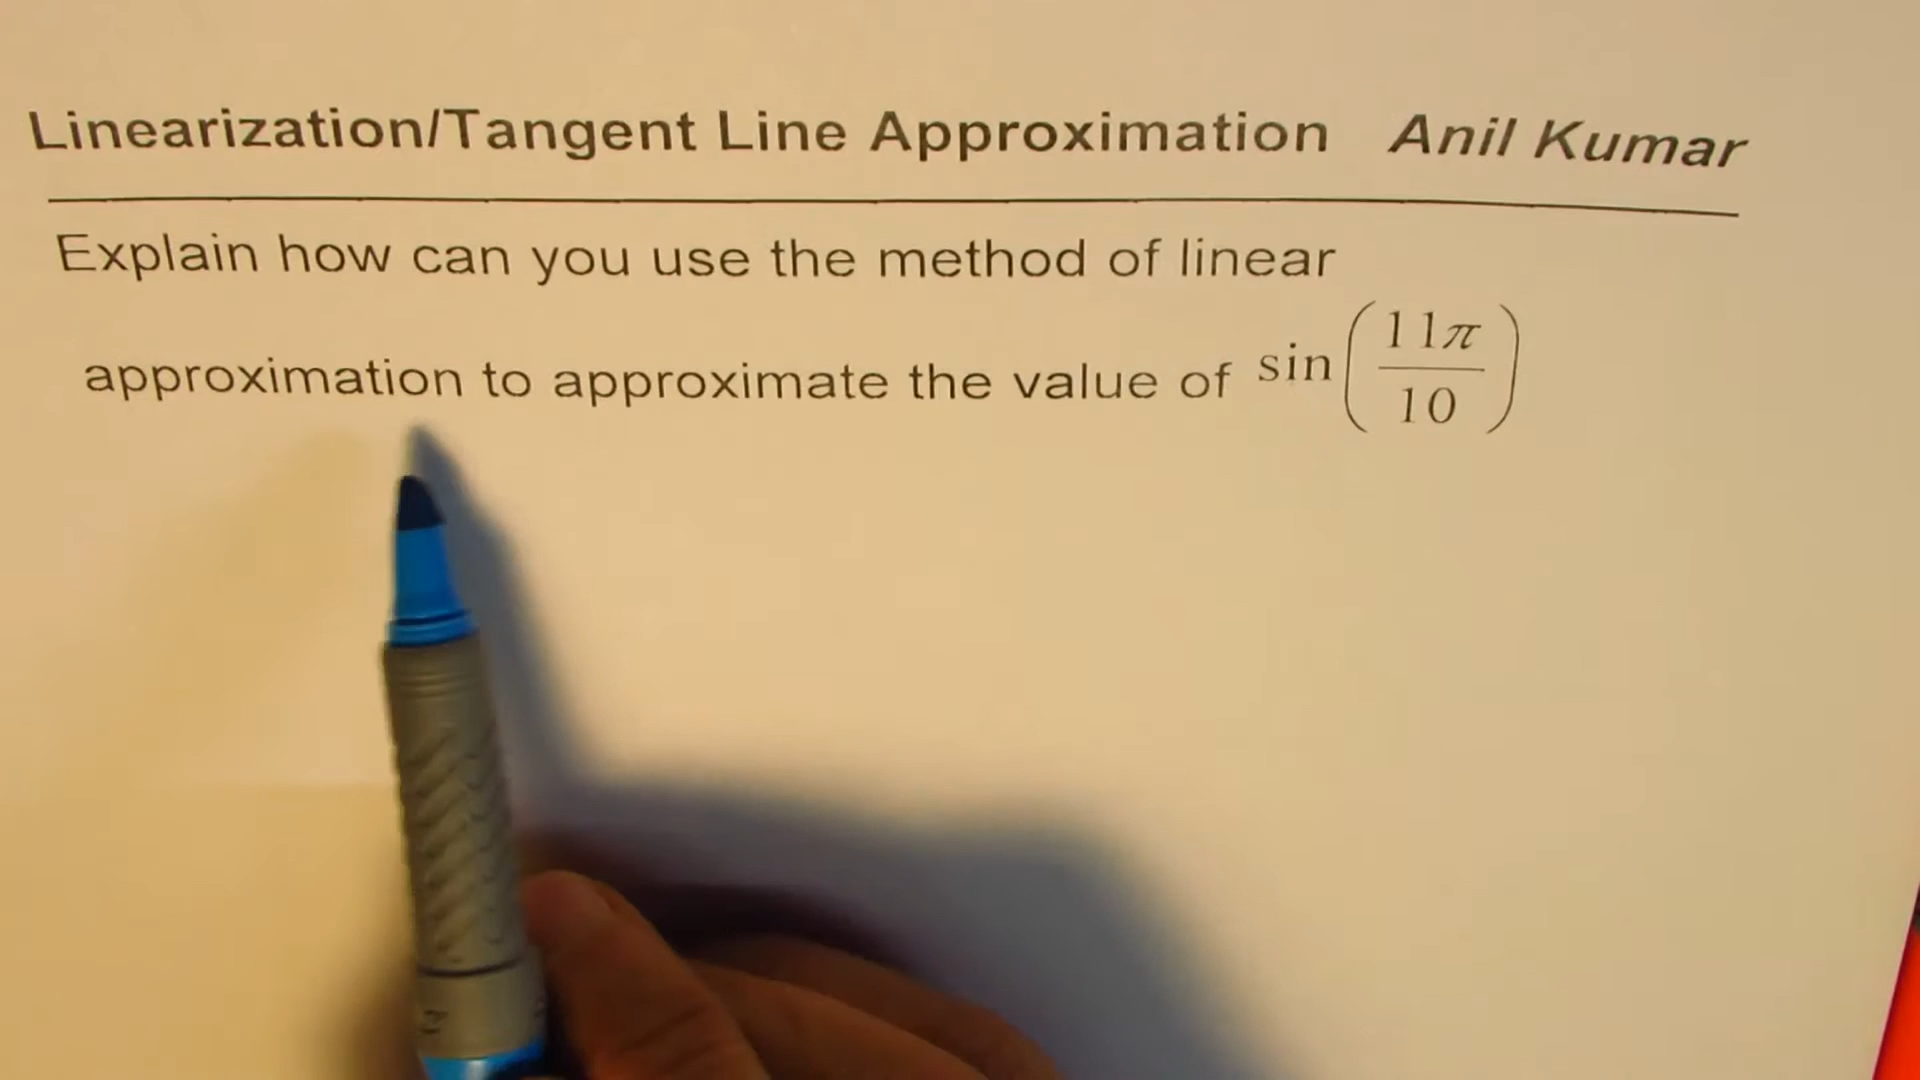 Linearization/Tangent Line Approximation Anil Kumar
Explain how can you use the method of linear
approximation to approximate the value of sin(11π/10)